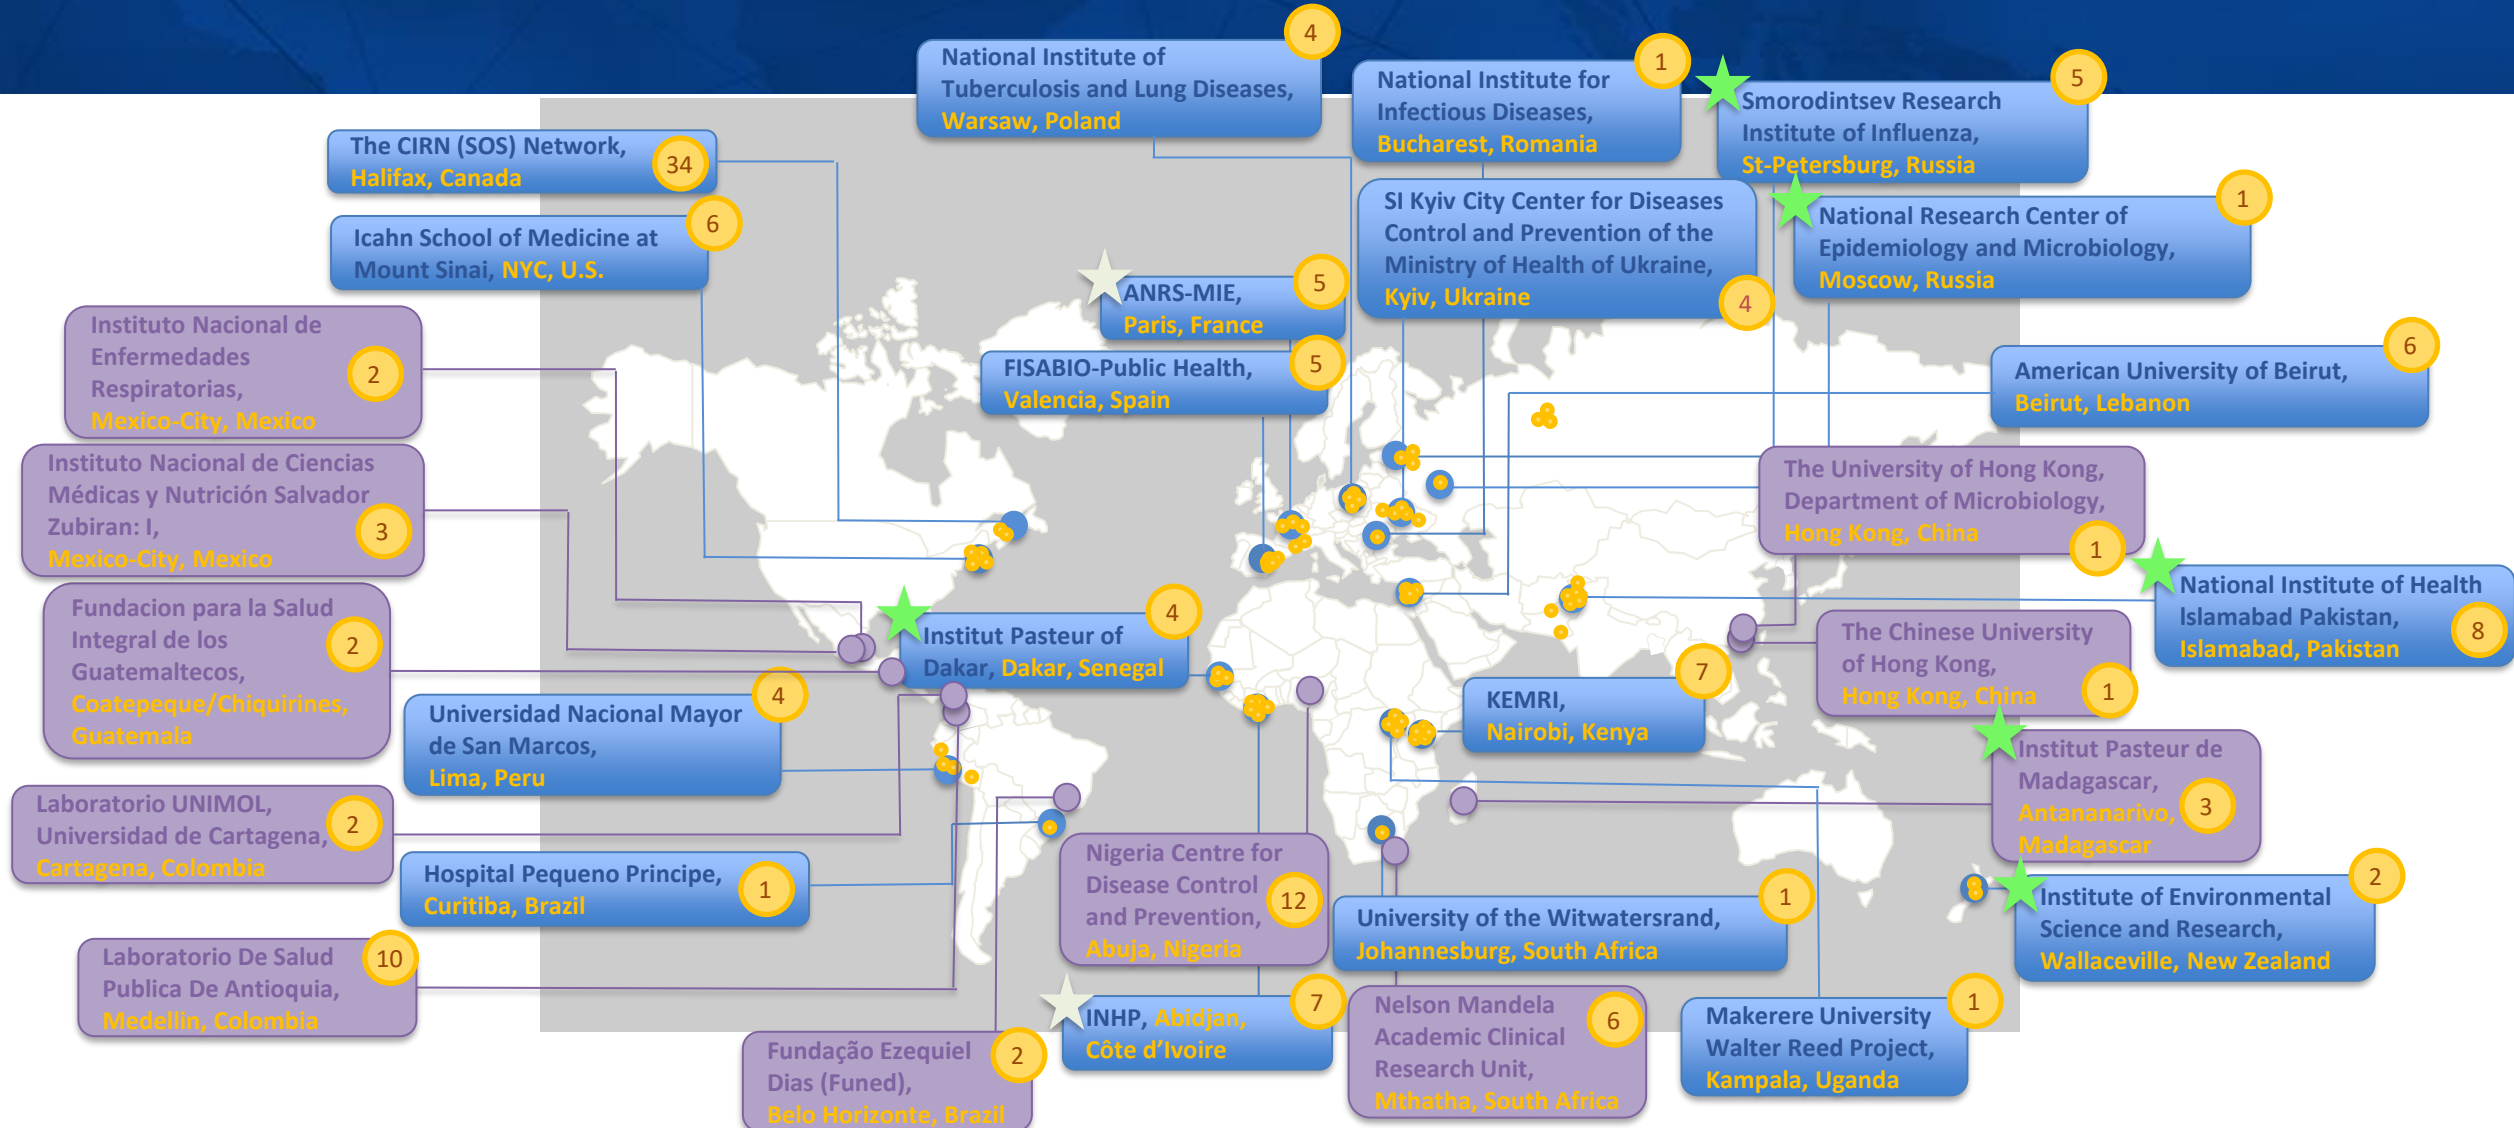 4
National Institute of
Tuberculosis and Lung Diseases,
Warsaw, Poland
1
National Institute for
Infectious Diseases,
Bucharest, Romania
5
Smorodintsev Research
Institute of Influenza,
St-Petersburg, Russia
The CIRN (SOS) Network,
Halifax, Canada
34
6
Icahn School of Medicine at
Mount Sinai, NYC, U.S.
SI Kyiv City Center for Diseases
Control and Prevention of the
Ministry of Health of Ukraine,
Kyiv, Ukraine
4
1
National Research Center of
Epidemiology and Microbiology,
Moscow, Russia
5
ANRS-MIE,
Paris, France
5
FISABIO-Public Health,
Valencia, Spain
6
American University of Beirut,
Beirut, Lebanon
Instituto Nacional de
Enfermedades
Respiratorias,
Mexico-City, Mexico
2
Instituto Nacional de Ciencias
Médicas y Nutrición Salvador
Zubiran: I,
Mexico-City, Mexico
3
The University of Hong Kong,
Department of Microbiology,
Hong Kong, China
1
National Institute of Health
Islamabad Pakistan,
Islamabad, Pakistan
8
Fundacion para la Salud
Integral de los
Guatemaltecos,
Coatepeque/Chiquirines,
Guatemala
2
4
Institut Pasteur of
Dakar, Dakar, Senegal
The Chinese University
of Hong Kong,
Hong Kong, China
1
7
KEMRI,
Nairobi, Kenya
4
Universidad Nacional Mayor
de San Marcos,
Lima, Peru
Institut Pasteur de
Madagascar,
Antananarivo,
Madagascar
3
Laboratorio UNIMOL,
Universidad de Cartagena,
Cartagena, Colombia
2
Hospital Pequeno Principe,
Curitiba, Brazil
1
Nigeria Centre for
Disease Control
and Prevention,
Abuja, Nigeria
12
1
University of the Witwatersrand,
Johannesburg, South Africa
2
Institute of Environmental
Science and Research,
Wallaceville, New Zealand
Laboratorio De Salud
Publica De Antioquia,
Medellin, Colombia
10
Fundação Ezequiel
Dias (Funed),
Belo Horizonte, Brazil
2
INHP, Abidjan,
Côte d'Ivoire
7
Nelson Mandela
Academic Clinical
Research Unit,
Mthatha, South Africa
6
1
Makerere University
Walter Reed Project,
Kampala, Uganda